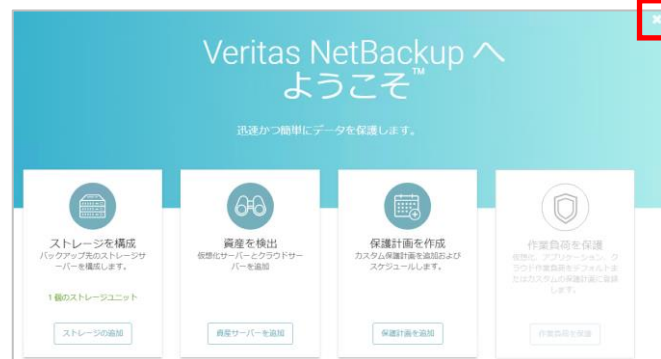 Veritas NetBackup へ
ようこそ™
迅速かつ簡単にデータを保護します。
ストレージを構成
バックアップ先のストレージサ
ーバーを構成します。
1 個のストレージユニット
ストレージの追加
資産を検出
仮想化サーバーとクラウドサー
バーを追加
資産サーバーを追加
保護計画を作成
カスタム保護計画を追加および
スケジュールします。
保護計画を追加
作業負荷を保護
仮想化、アプリケーション、ク
ラウド作業負荷をデフォルトま
たはカスタムの保護計画に登録
します。
作業負荷を保護